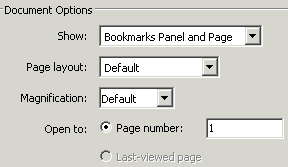 Document Options
Show: Bookmarks Panel and Page
Page layout: Default
Magnification: Default
Open to: Page number: 1
Last-viewed page